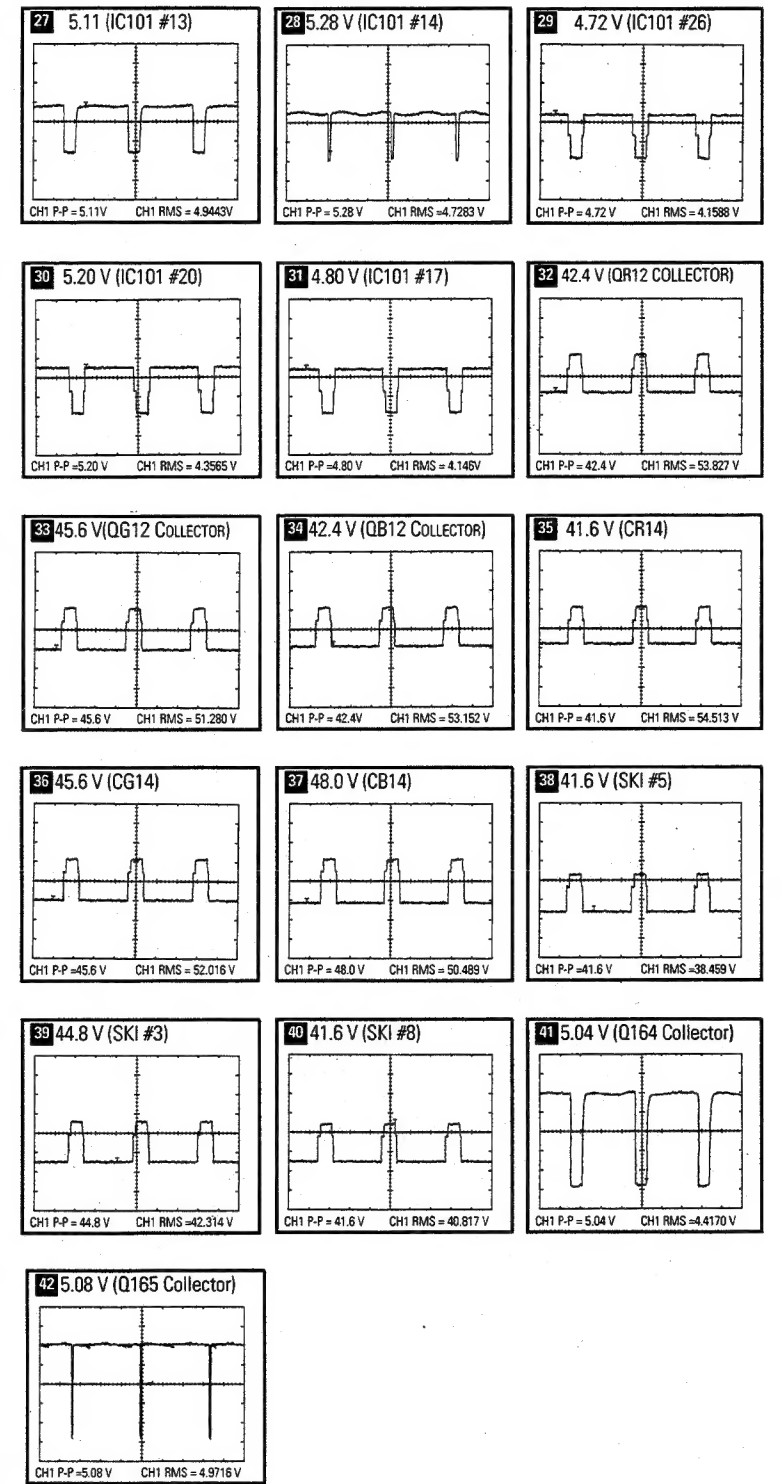 27 5.11 (IC101 #13)
CH1 P-P = 5.11V CH1 RMS = 4.9443V
28 5.28 V (IC101 #14)
CH1 P-P = 5.28 V CH1 RMS = 4.7283 V
29 4.72 V (IC101 #26)
CH1 P-P = 4.72 V CH1 RMS = 4.1588 V
30 5.20 V (IC101 #20)
CH1 P-P =5.20 V CH1 RMS = 4.3565 V
31 4.80 V (IC101 #17)
CH1 P-P =4.80 V CH1 RMS = 4.146V
32 42.4 V (QR12 COLLECTOR)
CH1 P-P = 42.4 V CH1 RMS = 53.827 V
33 45.6 V(QG12 COLLECTOR)
CH1 P-P = 45.6 V CH1 RMS = 51.280 V
34 42.4 V (QB12 COLLECTOR)
CH1 P-P = 42.4V CH1 RMS = 53.152 V
35 41.6 V (CR14)
CH1 P-P = 41.6 V CH1 RMS = 54.513 V
36 45.6 V (CG14)
CH1 P-P =45.6 V CH1 RMS = 52.016 V
37 48.0 V (CB14)
CH1 P-P = 48.0 V CH1 RMS = 50.489 V
38 41.6 V (SKI #5)
CH1 P-P =41.6 V CH1 RMS =38.459 V
39 44.8 V (SKI #3)
CH1 P-P = 44.8 V CH1 RMS =42.314 V
40 41.6 V (SKI #8)
CH1 P-P = 41.6 V CH1 RMS = 40.817 V
41 5.04 V (Q164 Collector)
CH1 P-P = 5.04 V CH1 RMS =4.4170 V
42 5.08 V (Q165 Collector)
CH1 P-P =5.08 V CH1 RMS = 4.9716 V